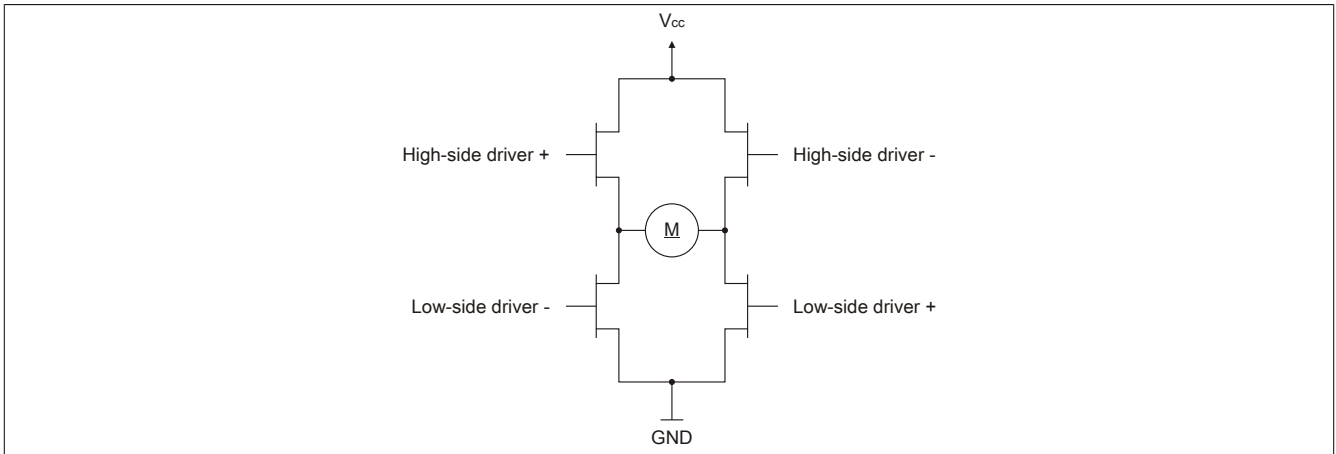 Vcc
High-side driver +
High-side driver -
M
Low-side driver -
Low-side driver +
GND